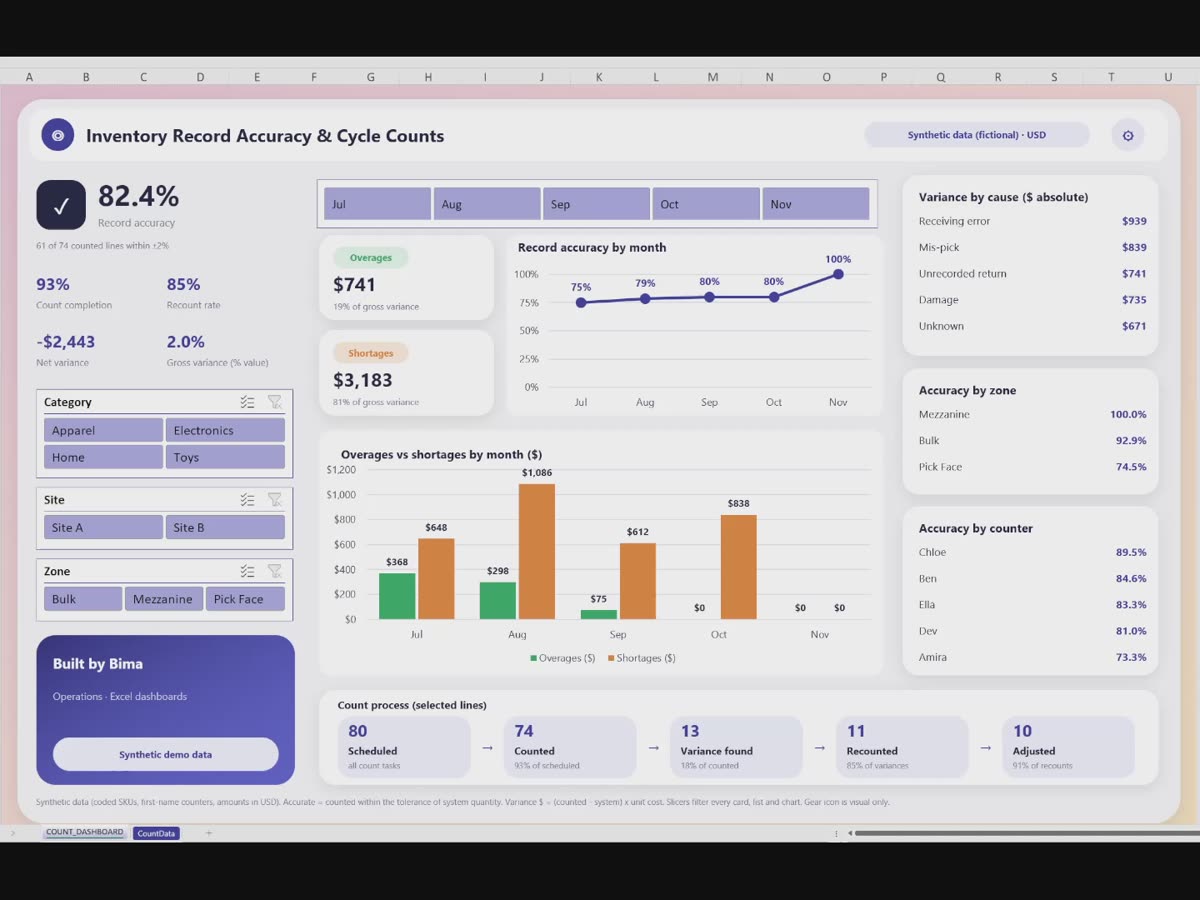 A B C D E F G H I J K L M N O P Q R S T U
Inventory Record Accuracy & Cycle Counts
Synthetic data (fictional) · USD
✓ 82.4%
Record accuracy
61 of 74 counted lines within ±2%
93% 85%
Count completion Recount rate
-$2,443 2.0%
Net variance Gross variance (% value)
Category
Apparel Electronics
Home Toys
Site
Site A Site B
Zone
Bulk Mezzanine Pick Face
Built by Bima
Operations · Excel dashboards
Synthetic demo data
Jul Aug Sep Oct Nov
Overages
$741
19% of gross variance
Shortages
$3,183
81% of gross variance
Record accuracy by month
100%
75%
50%
25%
0%
75% 79% 80% 80% 100%
Jul Aug Sep Oct Nov
Overages vs shortages by month ($)
$1,200
$1,000
$800
$600
$400
$200
$0
$368 $648 $298 $1,086 $75 $612 $0 $838 $0 $0
Jul Aug Sep Oct Nov
Overages ($) Shortages ($)
Variance by cause ($ absolute)
Receiving error $939
Mis-pick $839
Unrecorded return $741
Damage $735
Unknown $671
Accuracy by zone
Mezzanine 100.0%
Bulk 92.9%
Pick Face 74.5%
Accuracy by counter
Chloe 89.5%
Ben 84.6%
Ella 83.3%
Dev 81.0%
Amira 73.3%
Count process (selected lines)
80 → 74 → 13 → 11 → 10
Scheduled Counted Variance found Recounted Adjusted
all count tasks 93% of scheduled 18% of counted 85% of variances 91% of recounts
Synthetic data (coded SKUs, first-name counters, amounts in USD). Accurate = counted within the tolerance of system quantity. Variance $ = (counted - system) x unit cost. Slicers filter every card, list and chart. Gear icon is visual only.
COUNT_DASHBOARD CountData +